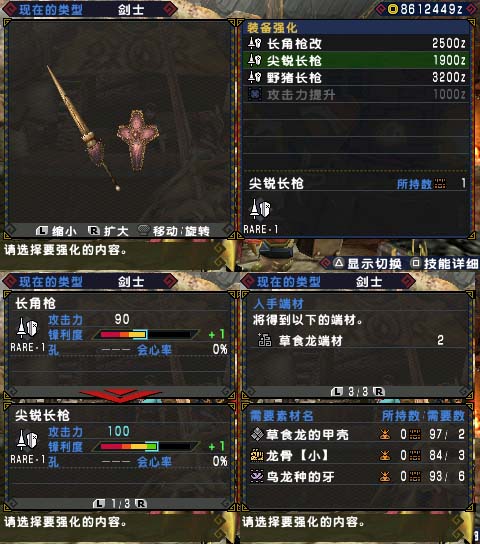 现在的类型 剑士
缩小 扩大 移动/旋转
请选择要强化的内容。
8612449z
装备强化
长角枪改 2500z
尖锐长枪 1900z
野猪长枪 3200z
攻击力提升 1000z
尖锐长枪 所持数 1
RARE-1
显示切换 技能详细
现在的类型 剑士
长角枪
攻击力 90
锋利度 +1
RARE-1 孔 --- 会心率 0%
尖锐长枪
攻击力 100
锋利度 +1
RARE-1 孔 --- 会心率 0%
L 1/3 R
请选择要强化的内容。
现在的类型 剑士
入手端材
将得到以下的端材。
草食龙端材 2
L 3/3 R
需要素材名 所持数/需要数
草食龙的甲壳 0 97/ 2
龙骨【小】 0 84/ 3
鸟龙种的牙 0 93/ 6
请选择要强化的内容。